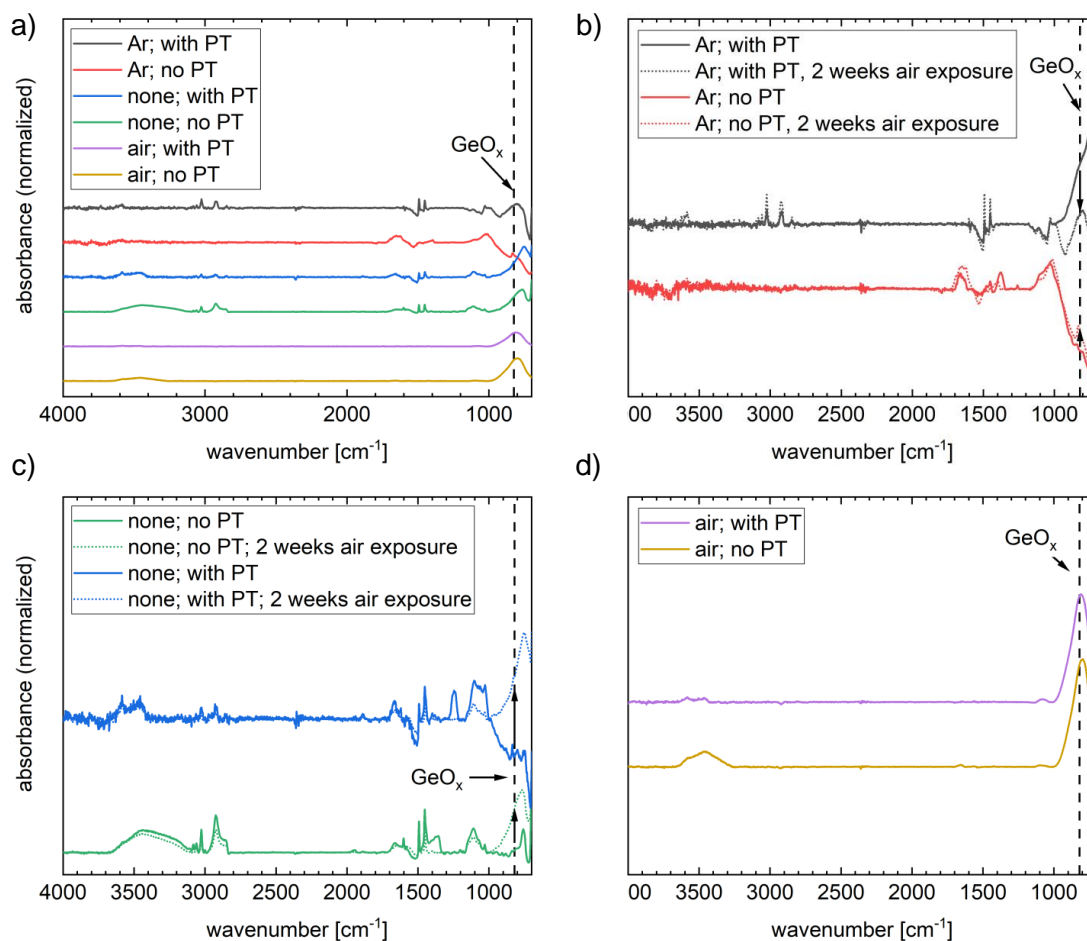 a)
Ar; with PT
Ar; no PT
none; with PT
none; no PT
air; with PT
air; no PT
GeOx
absorbance (normalized)
4000 3000 2000 1000
wavenumber [cm-1]
b)
Ar; with PT
Ar; with PT, 2 weeks air exposure
Ar; no PT
Ar; no PT, 2 weeks air exposure
GeOx
00 3500 3000 2500 2000 1500 1000
wavenumber [cm-1]
c)
none; no PT
none; no PT; 2 weeks air exposure
none; with PT
none; with PT; 2 weeks air exposure
GeOx
absorbance (normalized)
4000 3500 3000 2500 2000 1500 1000
wavenumber [cm-1]
d)
air; with PT
air; no PT
GeOx
00 3500 3000 2500 2000 1500 1000
wavenumber [cm-1]